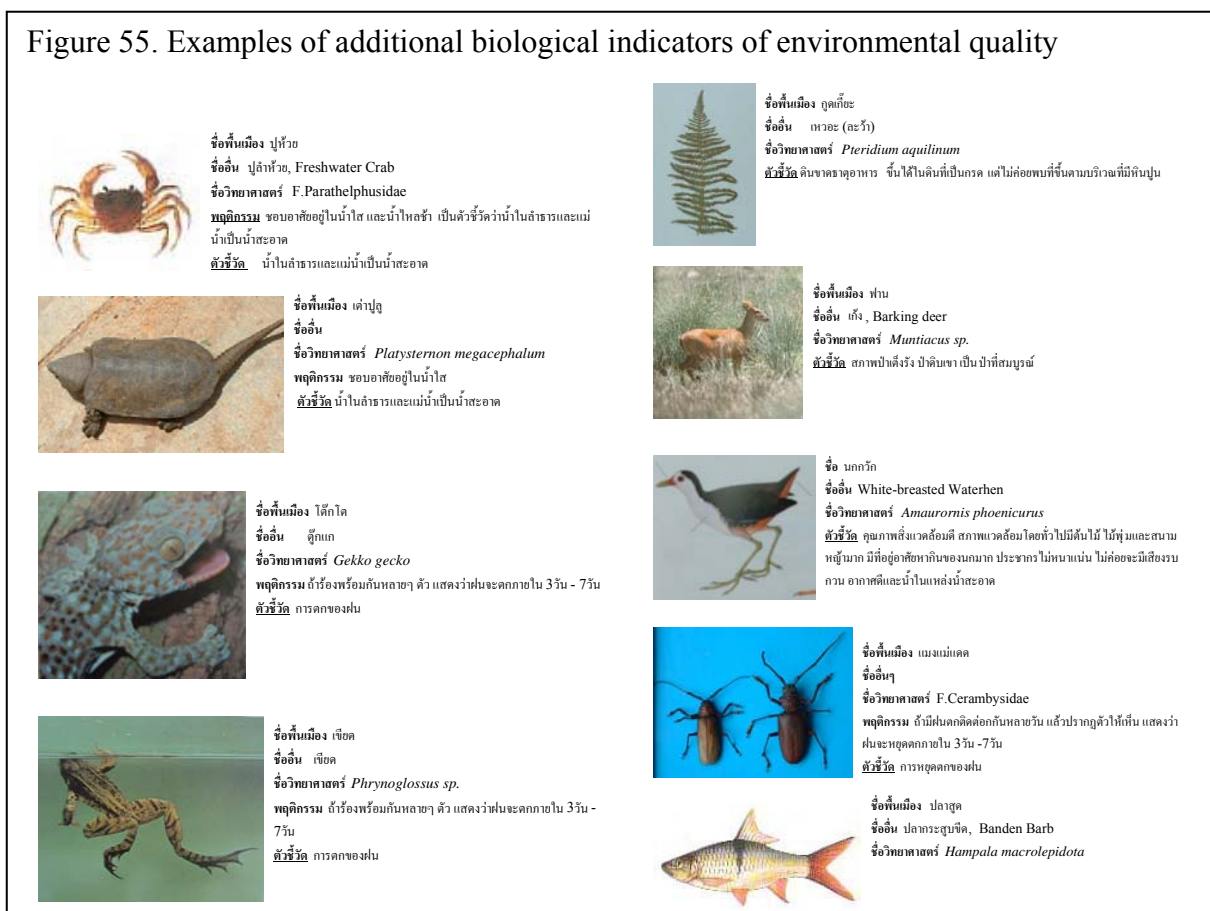 Figure 55. Examples of additional biological indicators of environmental quality
ชื่อพื้นเมือง ปูห้วย
ชื่ออื่น ปูลำห้วย, Freshwater Crab
ชื่อวิทยาศาสตร์ F.Parathelphusidae
พฤติกรรม ชอบอาศัยอยู่ในน้ำใส และน้ำไหลช้า เป็นตัวชี้วัดว่าน้ำในลำธารและแม่
น้ำเป็นน้ำสะอาด
ตัวชี้วัด น้ำในลำธารและแม่น้ำเป็นน้ำสะอาด
ชื่อพื้นเมือง เต่าปูลู
ชื่ออื่น
ชื่อวิทยาศาสตร์ Platysternon megacephalum
พฤติกรรม ชอบอาศัยอยู่ในน้ำใส
ตัวชี้วัด น้ำในลำธารและแม่น้ำเป็นน้ำสะอาด
ชื่อพื้นเมือง โต๊กโต
ชื่ออื่น ตุ๊กแก
ชื่อวิทยาศาสตร์ Gekko gecko
พฤติกรรม ถ้าร้องพร้อมกันหลายๆ ตัว แสดงว่าฝนจะตกภายใน 3วัน - 7วัน
ตัวชี้วัด การตกของฝน
ชื่อพื้นเมือง เขียด
ชื่ออื่น เขียด
ชื่อวิทยาศาสตร์ Phrynoglossus sp.
พฤติกรรม ถ้าร้องพร้อมกันหลายๆ ตัว แสดงว่าฝนจะตกภายใน 3วัน -
7วัน
ตัวชี้วัด การตกของฝน
ชื่อพื้นเมือง กูดเกี๊ยะ
ชื่ออื่น เหวอะ (ละว้า)
ชื่อวิทยาศาสตร์ Pteridium aquilinum
ตัวชี้วัด ดินขาดธาตุอาหาร ขึ้นได้ในดินที่เป็นกรด แต่ไม่ค่อยพบที่ขึ้นตามบริเวณที่มีหินปูน
ชื่อพื้นเมือง ฟาน
ชื่ออื่น เก้ง , Barking deer
ชื่อวิทยาศาสตร์ Muntiacus sp.
ตัวชี้วัด สภาพป่าเต็งรัง ป่าดิบเขา เป็นป่าที่สมบูรณ์
ชื่อ นกกวัก
ชื่ออื่น White-breasted Waterhen
ชื่อวิทยาศาสตร์ Amaurornis phoenicurus
ตัวชี้วัด คุณภาพสิ่งแวดล้อมดี สภาพแวดล้อมโดยทั่วไปมีต้นไม้ ไม้พุ่มและสนาม
หญ้ามาก มีที่อยู่อาศัยหากินของนกมาก ประชากรไม่หนาแน่น ไม่ค่อยจะมีเสียงรบ
กวน อากาศดีและน้ำในแหล่งน้ำสะอาด
ชื่อพื้นเมือง แมงแม่แดด
ชื่ออื่นๆ
ชื่อวิทยาศาสตร์ F.Cerambysidae
พฤติกรรม ถ้ามีฝนตกติดต่อกันหลายวัน แล้วปรากฏตัวให้เห็น แสดงว่า
ฝนจะหยุดตกภายใน 3วัน -7วัน
ตัวชี้วัด การหยุดตกของฝน
ชื่อพื้นเมือง ปลาสูด
ชื่ออื่น ปลากระสูบขีด, Banden Barb
ชื่อวิทยาศาสตร์ Hampala macrolepidota